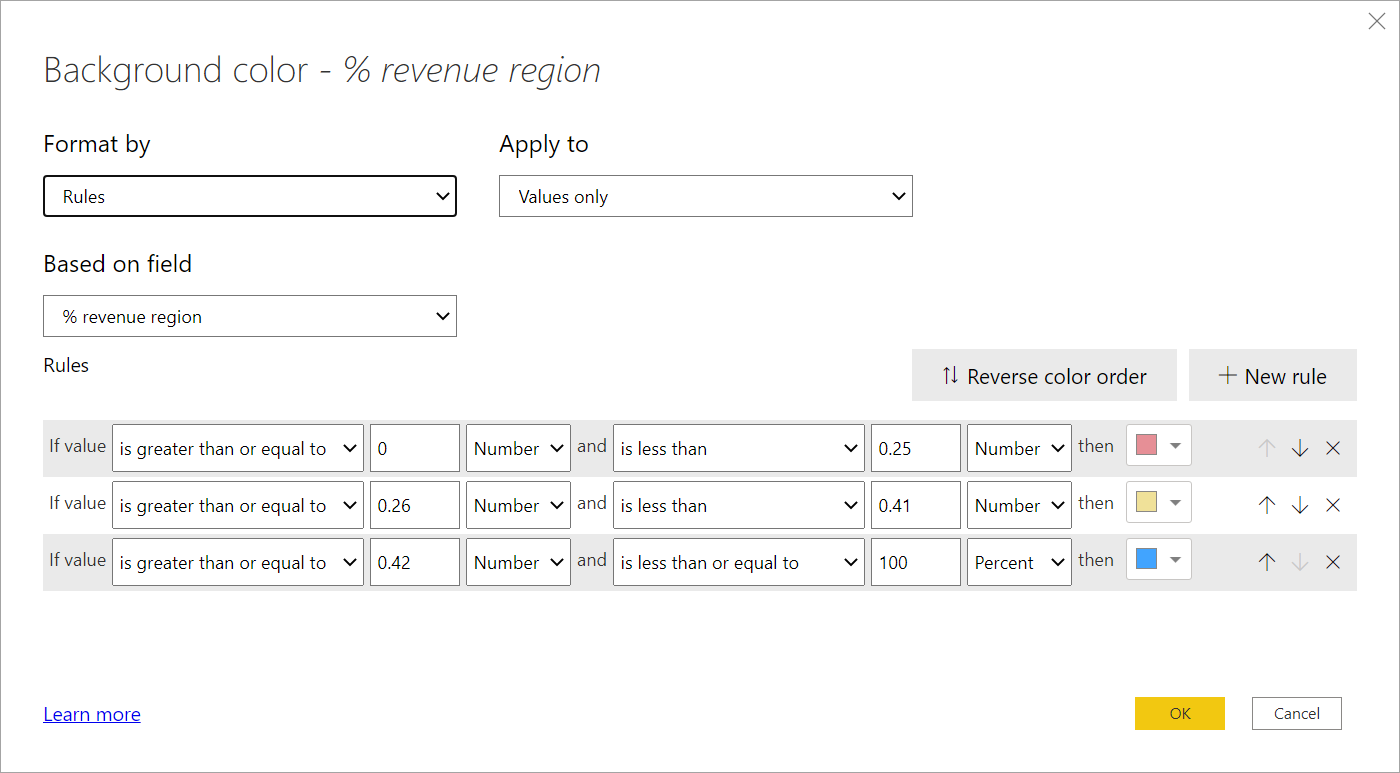 Background color - % revenue region
Format by Apply to
Rules Values only
Based on field
% revenue region
Rules Reverse color order New rule
If value is greater than or equal to 0 Number and is less than 0.25 Number then
If value is greater than or equal to 0.26 Number and is less than 0.41 Number then
If value is greater than or equal to 0.42 Number and is less than or equal to 100 Percent then
Learn more OK Cancel